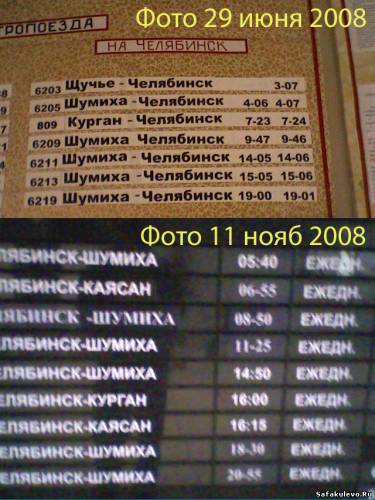 Фото 29 июня 2008
ТРОПОЕЗДА
НА ЧЕЛЯБИНСК
6203 Щучье - Челябинск 3-07
6205 Шумиха - Челябинск 4-06 4-07
809 Курган - Челябинск 7-23 7-24
6209 Шумиха Челябинск 9-47 9-46
6211 Шумиха - Челябинск 14-05 14-06
6213 Шумиха - Челябинск 15-05 15-06
6219 Шумиха - Челябинск 19-00 19-01
Фото 11 нояб 2008
ЛЯБИНСК-ШУМИХА 05:40 ЕЖЕДН.
ЛЯБИНСК-КАЯСАН 06-55 ЕЖЕДН.
ЛЯБИНСК -ШУМИХА 08-50 ЕЖЕДН.
ЛЯБИНСК-ШУМИХА 11-25 ЕЖЕДН.
ЕЛЯБИНСК-ШУМИХА 14:50 ЕЖЕДН.
ЕЛЯБИНСК-КУРГАН 16:00 ЕЖЕДН.
ЕЛЯБИНСК-КАЯСАН 16:15 ЕЖЕДН.
ЕЛЯБИНСК-ШУМИХА 18-30 ЕЖЕДН.
ЕЛЯБИНСК-ШУМИХА 20-55 ЕЖЕДН.
Safakulevo.Ru